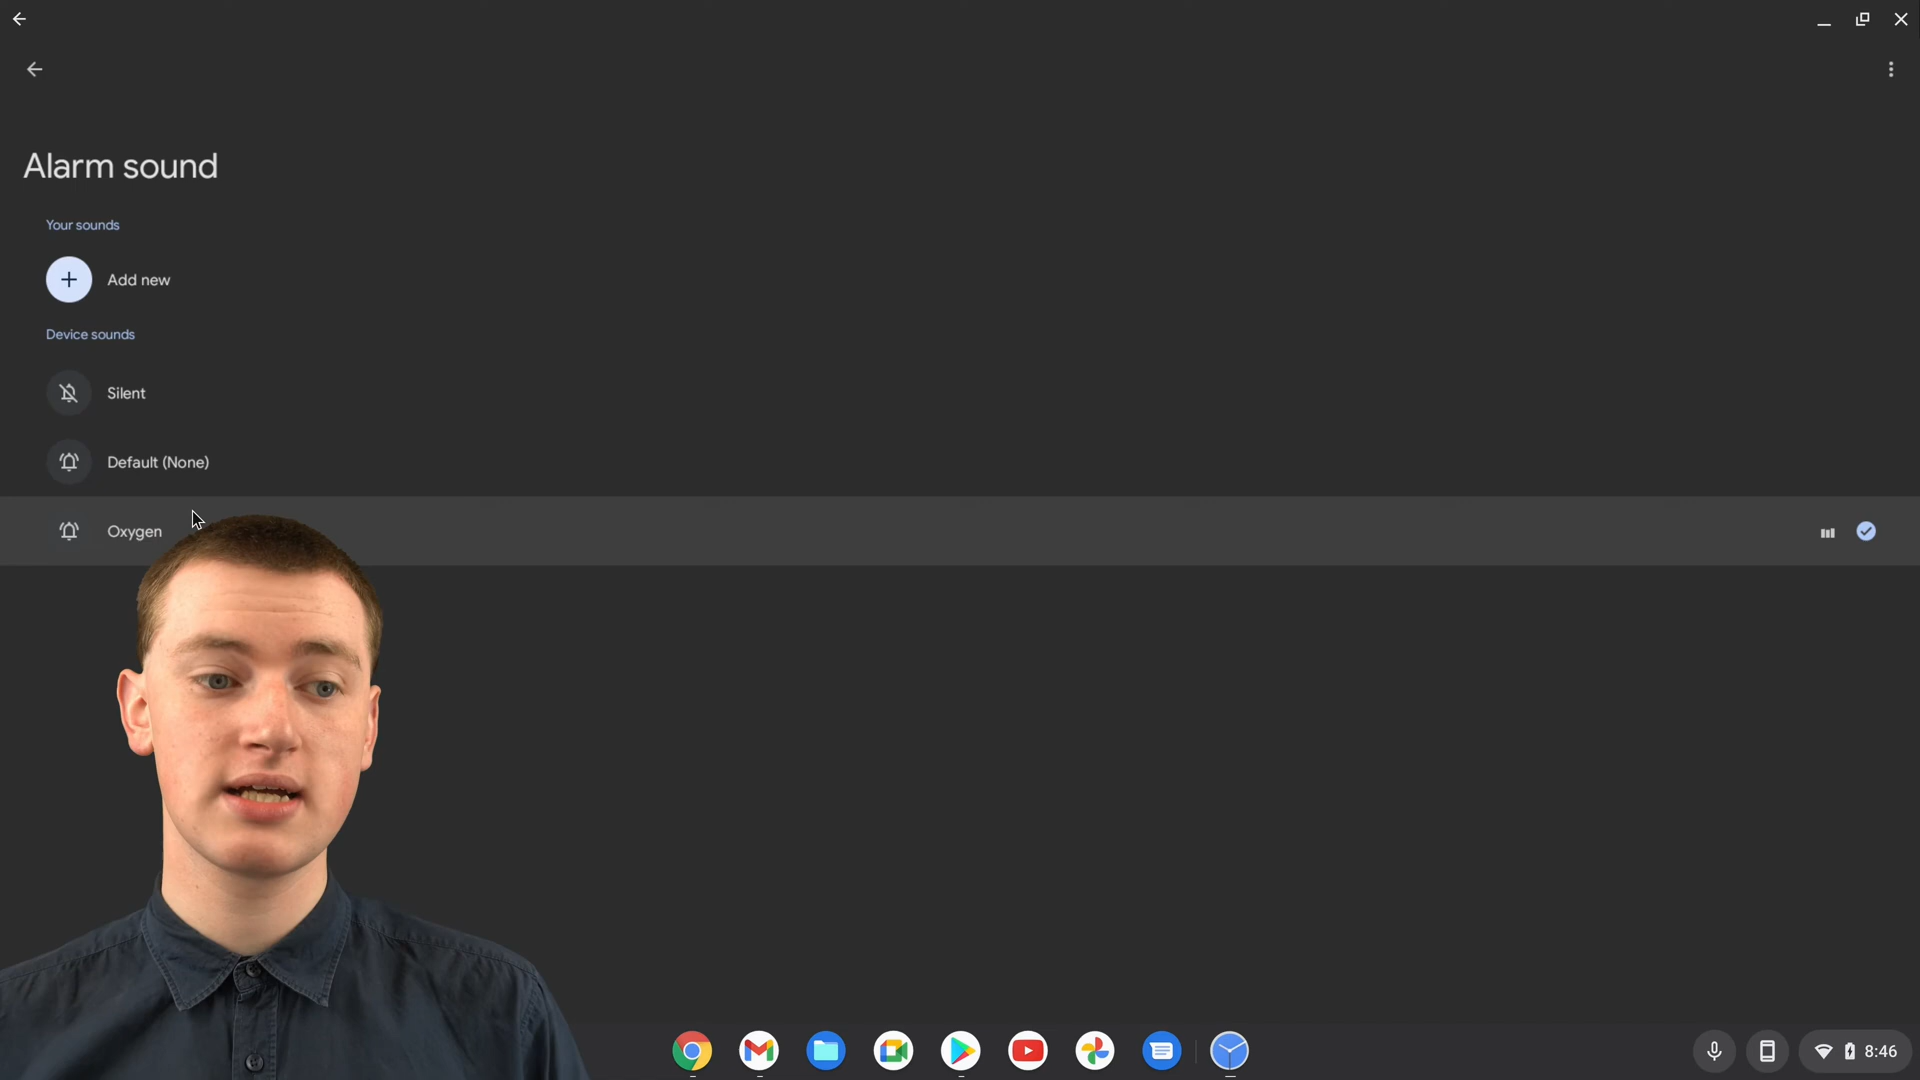 Alarm sound
Your sounds
Add new
Device sounds
Silent
Default (None)
Oxygen
8:46